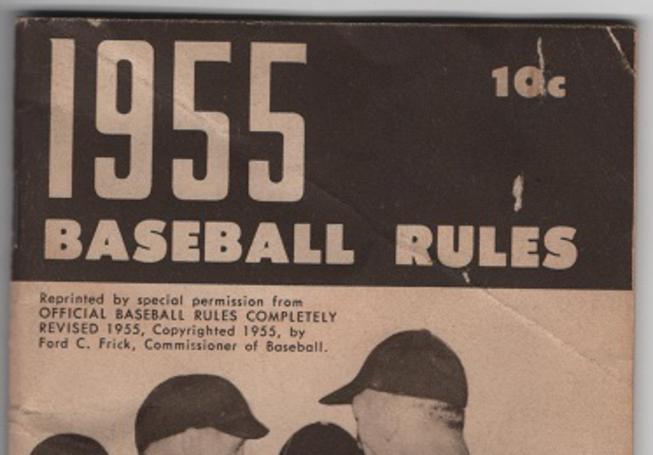 1955
10c
BASEBALL RULES
Reprinted by special permission from
OFFICIAL BASEBALL RULES COMPLETELY
REVISED 1955, Copyrighted 1955, by
Ford C. Frick, Commissioner of Baseball.